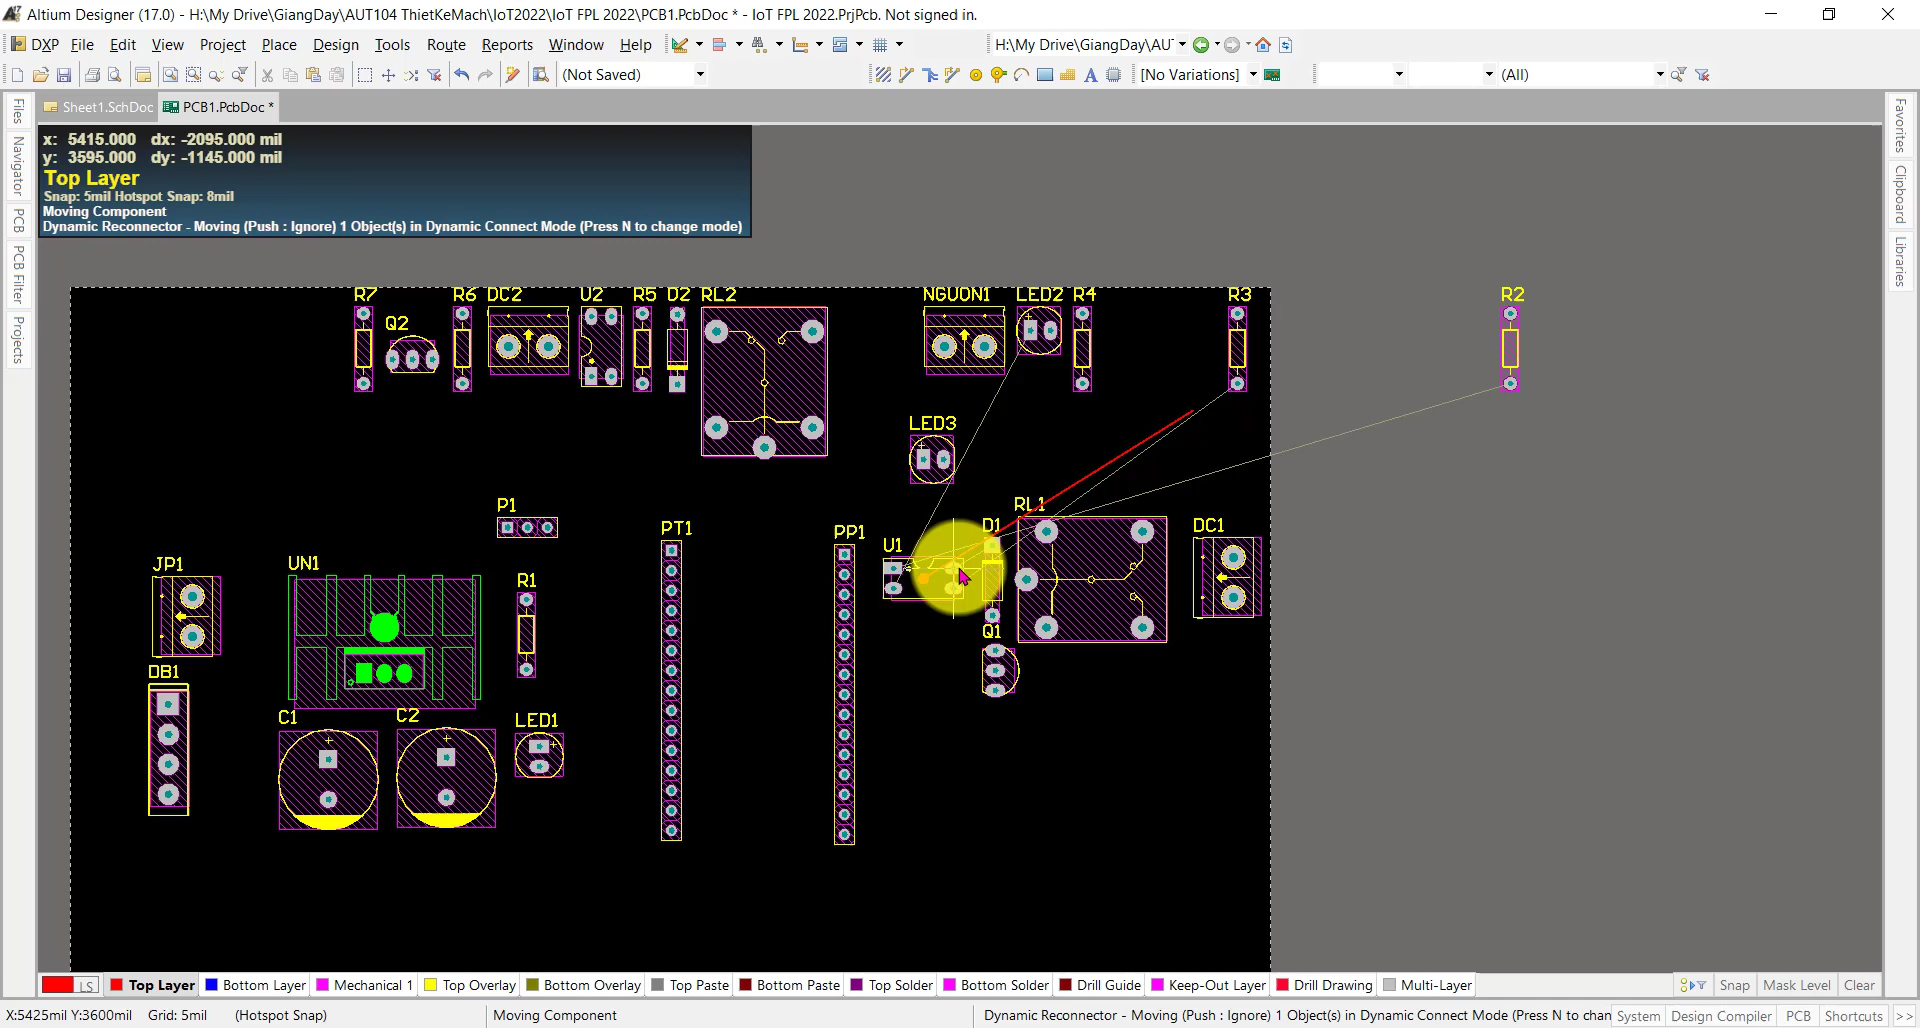 Altium Designer (17.0) - H:\My Drive\GiangDay\AUT104 ThietKeMach\IoT2022\IoT FPL 2022\PCB1.PcbDoc * - IoT FPL 2022.PrjPcb. Not signed in.
DXP File Edit View Project Place Design Tools Route Reports Window Help H:\My Drive\GiangDay\AU
(Not Saved) [No Variations] (All)
Sheet1.SchDoc PCB1.PcbDoc *
Files
Navigator
PCB
PCB Filter
Projects
Favorites
Clipboard
Libraries
x: 5415.000 dx: -2095.000 mil
y: 3595.000 dy: -1145.000 mil
Top Layer
Snap: 5mil Hotspot Snap: 8mil
Moving Component
Dynamic Reconnector - Moving (Push : Ignore) 1 Object(s) in Dynamic Connect Mode (Press N to change mode)
R7 R6 DC2 U2 R5 D2 RL2 NGUON1 LED2 R4 R3 R2
Q2
LED3
P1 RL1
PT1 PP1 D1 DC1
U1
JP1 UN1
R1
Q1
DB1
C1 C2 LED1
LS Top Layer Bottom Layer Mechanical 1 Top Overlay Bottom Overlay Top Paste Bottom Paste Top Solder Bottom Solder Drill Guide Keep-Out Layer Drill Drawing Multi-Layer Snap Mask Level Clear
X:5425mil Y:3600mil Grid: 5mil (Hotspot Snap) Moving Component Dynamic Reconnector - Moving (Push : Ignore) 1 Object(s) in Dynamic Connect Mode (Press N to chan System Design Compiler PCB Shortcuts >>